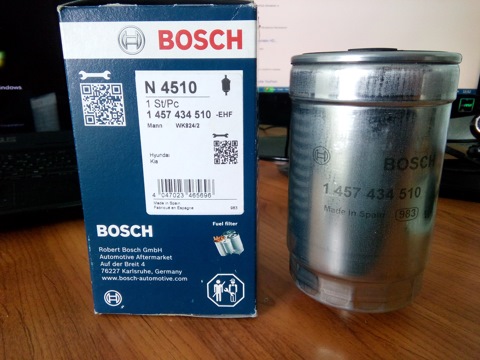 BOSCH
N 4510
1 St/Pc
1 457 434 510 -EHF
Mann WK824/2
Hyundai
Kia
4 047023 465696
Made in Spain
Fabriqué en Espagne
983
BOSCH
Fuel filter
Robert Bosch GmbH
Automotive Aftermarket
Auf der Breit 4
76227 Karlsruhe, Germany
www.bosch-automotive.com
BOSCH
1 457 434 510
Made in Spain 983